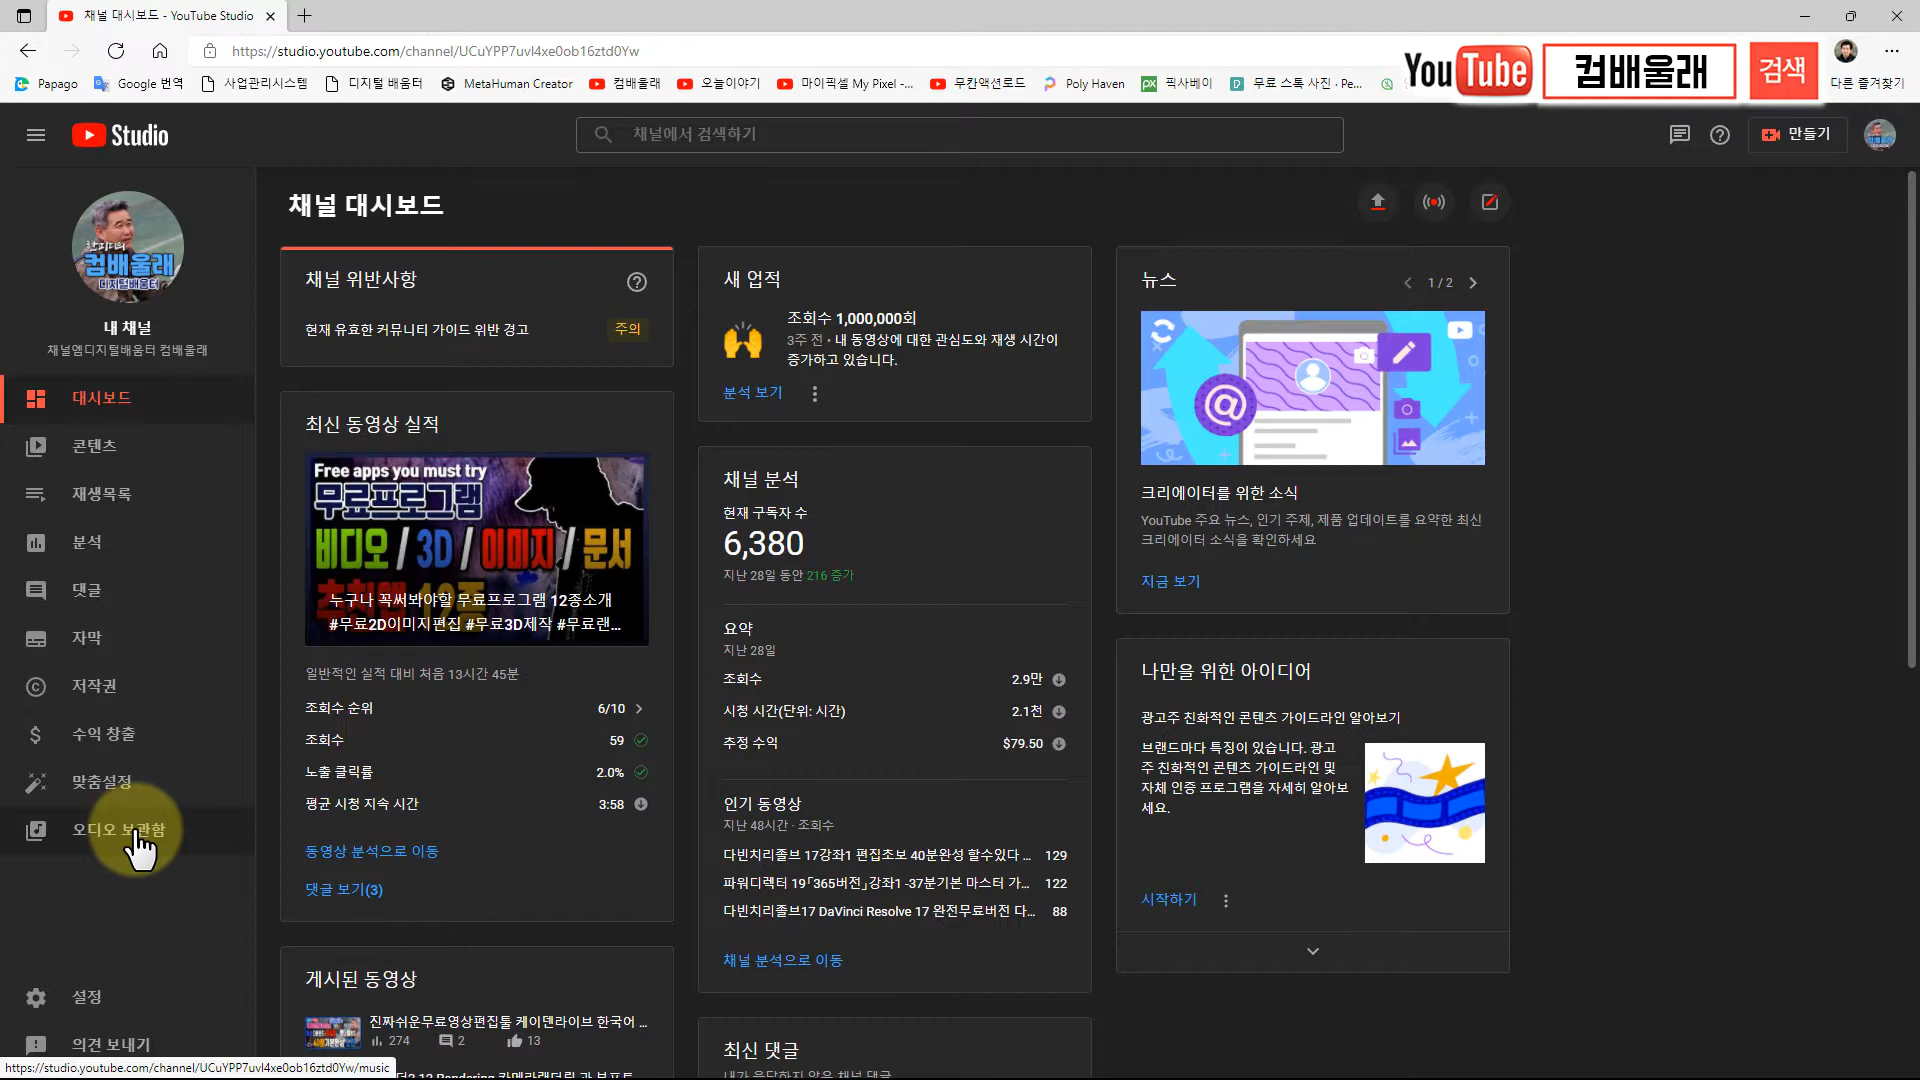 채널 대시보드 - YouTube Studio
https://studio.youtube.com/channel/UCuYPP7uvl4xe0ob16ztd0Yw
YouTube 컴배울래 검색
Papago
Google 번역
사업관리시스템
디지털 배움터
MetaHuman Creator
컴배울래
오늘이야기
마이픽셀 My Pixel -...
무칸액션로드
Poly Haven
픽사베이
무료 스톡 사진 · Pe...
다른 즐겨찾기
Studio
채널에서 검색하기
만들기
한피디의
컴배울래
디지털배움터
내 채널
채널엠디지털배움터 컴배울래
대시보드
콘텐츠
재생목록
분석
댓글
자막
저작권
수익 창출
맞춤설정
오디오 보관함
설정
의견 보내기
https://studio.youtube.com/channel/UCuYPP7uvl4xe0ob16ztd0Yw/music
채널 대시보드
채널 위반사항
현재 유효한 커뮤니티 가이드 위반 경고 주의
최신 동영상 실적
Free apps you must try
무료프로그램
비디오 / 3D / 이미지 / 문서
추천앱 12종
누구나 꼭써봐야할 무료프로그램 12종소개
#무료2D이미지편집 #무료3D제작 #무료랜...
일반적인 실적 대비 처음 13시간 45분
조회수 순위 6/10
조회수 59
노출 클릭률 2.0%
평균 시청 지속 시간 3:58
동영상 분석으로 이동
댓글 보기(3)
게시된 동영상
진짜쉬운무료영상편집툴 케이덴라이브 한국어 ...
274 2 13
새 업적
조회수 1,000,000회
3주 전 • 내 동영상에 대한 관심도와 재생 시간이
증가하고 있습니다.
분석 보기
채널 분석
현재 구독자 수
6,380
지난 28일 동안 216 증가
요약
지난 28일
조회수 2.9만
시청 시간(단위: 시간) 2.1천
추정 수익 $79.50
인기 동영상
지난 48시간 · 조회수
다빈치리졸브 17강좌1 편집초보 40분완성 할수있다 ... 129
파워디렉터 19「365버전」강좌1 -37분기본 마스터 가... 122
다빈치리졸브17 DaVinci Resolve 17 완전무료버전 다... 88
채널 분석으로 이동
최신 댓글
뉴스
1 / 2
크리에이터를 위한 소식
YouTube 주요 뉴스, 인기 주제, 제품 업데이트를 요약한 최신
크리에이터 소식을 확인하세요
지금 보기
나만을 위한 아이디어
광고주 친화적인 콘텐츠 가이드라인 알아보기
브랜드마다 특징이 있습니다. 광고
주 친화적인 콘텐츠 가이드라인 및
자체 인증 프로그램을 자세히 알아보
세요.
시작하기